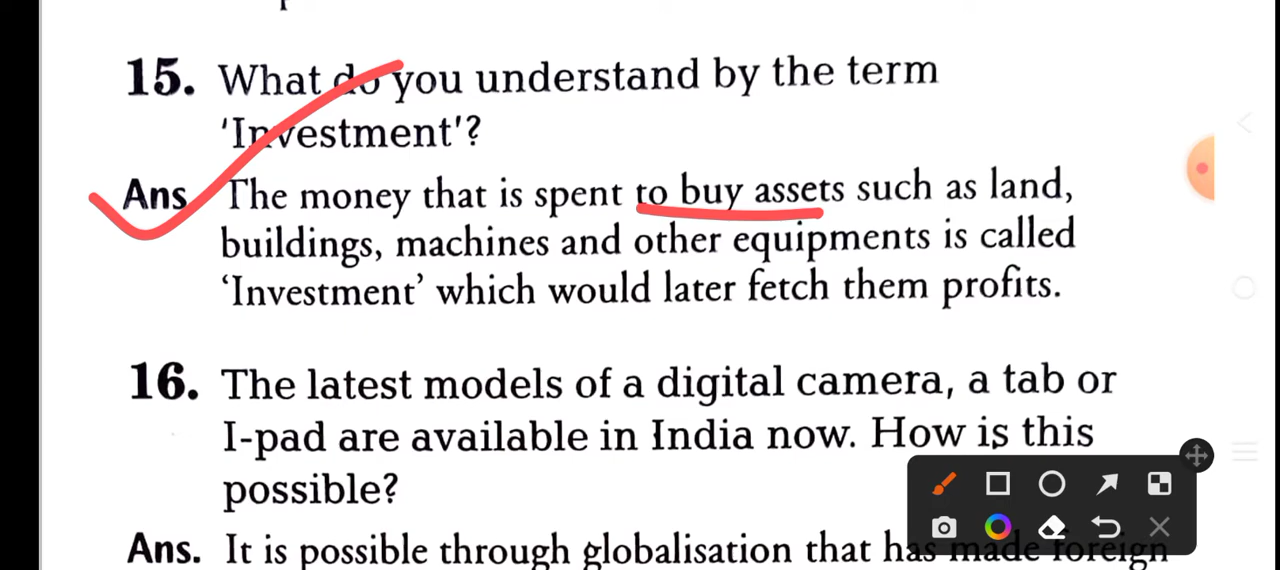 15. What do you understand by the term
'Investment'?
Ans The money that is spent to buy assets such as land,
buildings, machines and other equipments is called
'Investment' which would later fetch them profits.
16. The latest models of a digital camera, a tab or
I-pad are available in India now. How is this
possible?
Ans. It is possible through globalisation that has made foreign